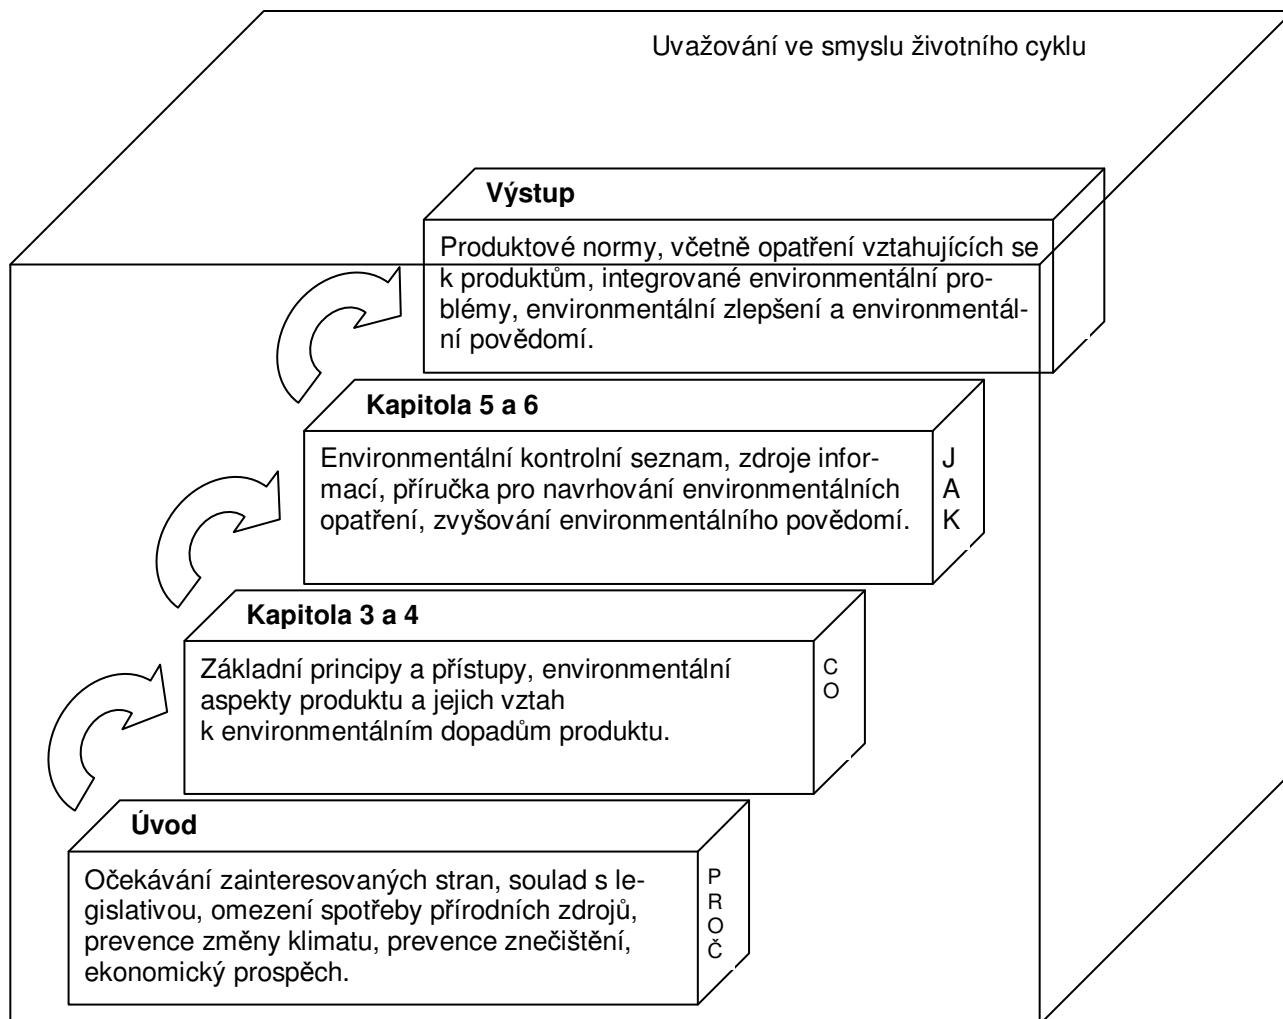 Uvažování ve smyslu životního cyklu
Výstup
Produktové normy, včetně opatření vztahujících se
k produktům, integrované environmentální pro-
blémy, environmentální zlepšení a environmentál-
ní povědomí.
Kapitola 5 a 6
Environmentální kontrolní seznam, zdroje infor-
mací, příručka pro navrhování environmentálních
opatření, zvyšování environmentálního povědomí.
J
A
K
Kapitola 3 a 4
Základní principy a přístupy, environmentální
aspekty produktu a jejich vztah
k environmentálním dopadům produktu.
C
O
Úvod
Očekávání zainteresovaných stran, soulad s le-
gislativou, omezení spotřeby přírodních zdrojů,
prevence změny klimatu, prevence znečištění,
ekonomický prospěch.
P
R
O
Č